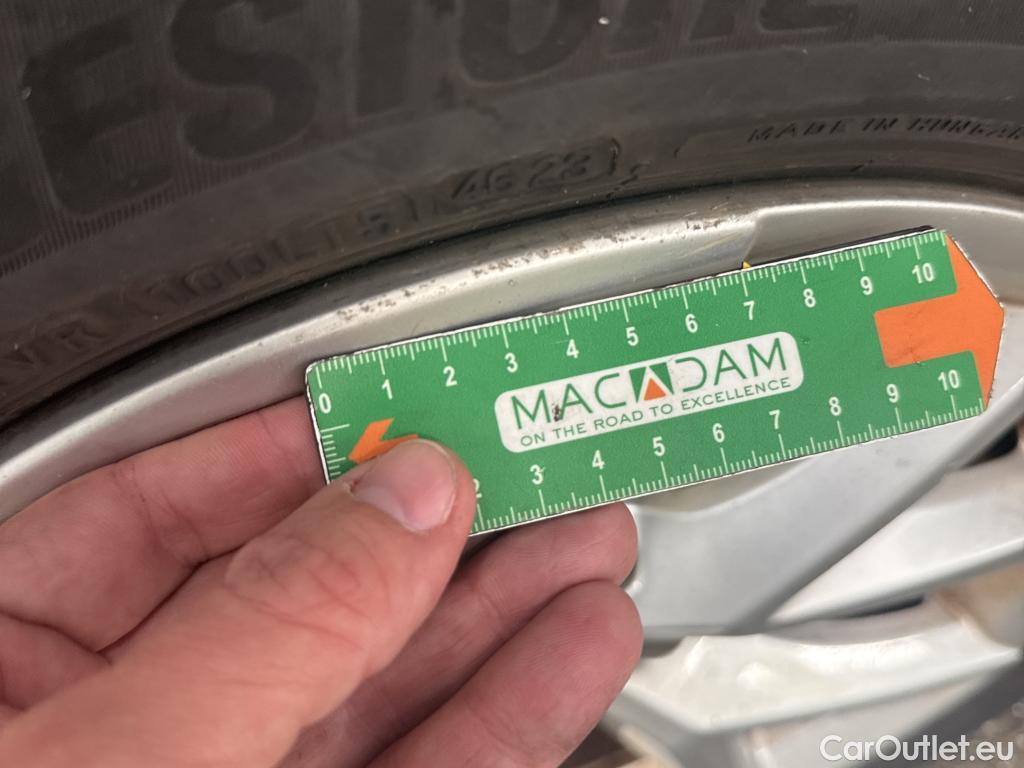 ESTONE
MADE IN HUNGARY
4623
100LT5
0 1 2 3 4 5 6 7 8 9 10
MACADAM
ON THE ROAD TO EXCELLENCE
2 3 4 5 6 7 8 9 10
CarOutlet.eu